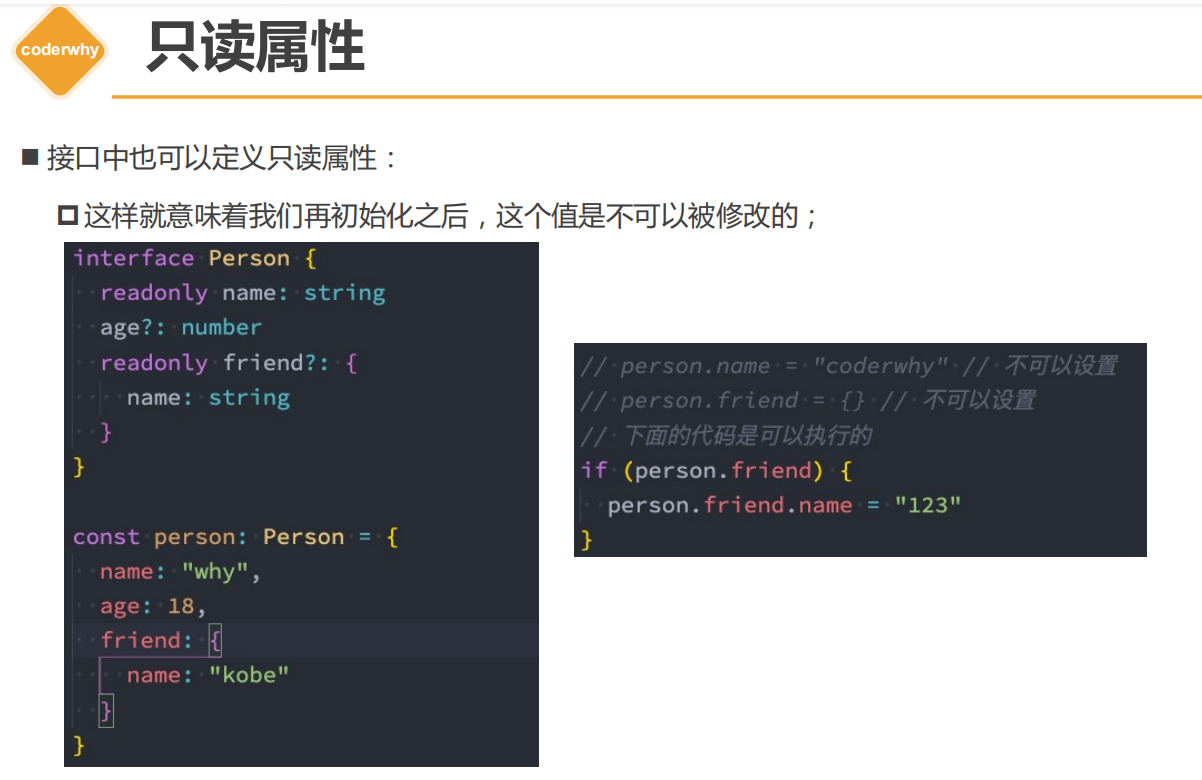 coderwhy
只读属性
■ 接口中也可以定义只读属性：
这样就意味着我们再初始化之后，这个值是不可以被修改的；
interface Person {
  readonly name: string
  age?: number
  readonly friend?: {
    name: string
  }
}
const person: Person = {
  name: "why",
  age: 18,
  friend: {
    name: "kobe"
  }
}
// person.name = "coderwhy" // 不可以设置
// person.friend = {} // 不可以设置
// 下面的代码是可以执行的
if (person.friend) {
  person.friend.name = "123"
}